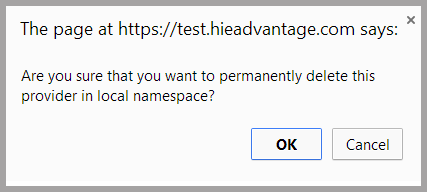 The page at https://test.hieadvantage.com says:
Are you sure that you want to permanently delete this
provider in local namespace?
OK Cancel